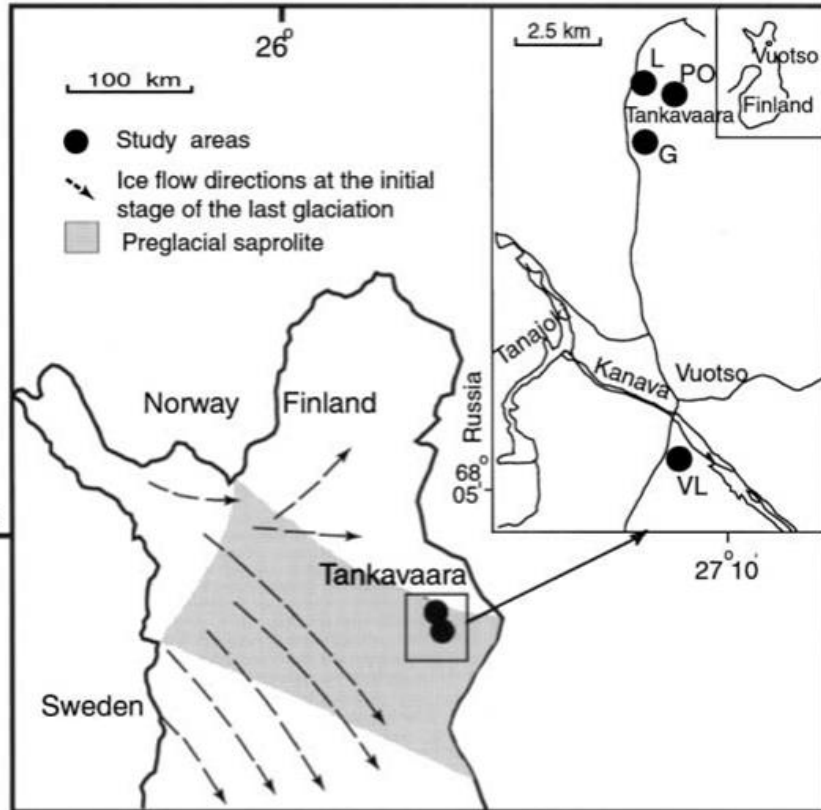 26°
100 km
Study areas
Ice flow directions at the initial
stage of the last glaciation
Preglacial saprolite
Norway
Finland
Russia
Tankavaara
Sweden
2.5 km
L
PO
Tankavaara
G
Vuotso
Finland
Tanajoki
Kanava
Vuotso
68°
05'
VL
27° 10'